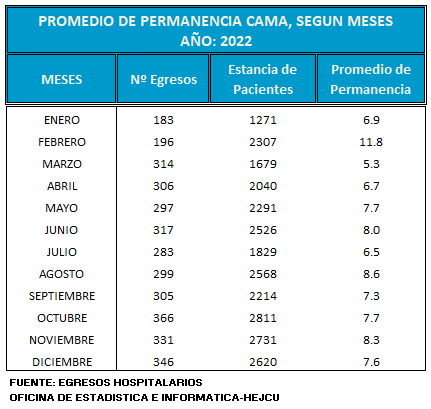 PROMEDIO DE PERMANENCIA CAMA, SEGUN MESES
AÑO: 2022
MESES Nº Egresos Estancia de Pacientes Promedio de Permanencia
ENERO 183 1271 6.9
FEBRERO 196 2307 11.8
MARZO 314 1679 5.3
ABRIL 306 2040 6.7
MAYO 297 2291 7.7
JUNIO 317 2526 8.0
JULIO 283 1829 6.5
AGOSTO 299 2568 8.6
SEPTIEMBRE 305 2214 7.3
OCTUBRE 366 2811 7.7
NOVIEMBRE 331 2731 8.3
DICIEMBRE 346 2620 7.6
FUENTE: EGRESOS HOSPITALARIOS
OFICINA DE ESTADISTICA E INFORMATICA-HEJCU